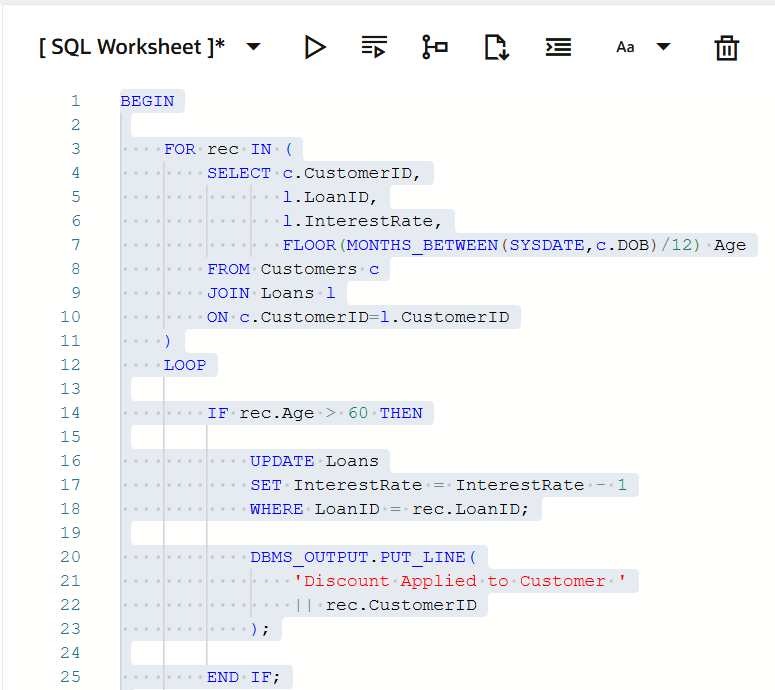 [ SQL Worksheet ]*
Aa
1 BEGIN
2
3     FOR rec IN (
4         SELECT c.CustomerID,
5                l.LoanID,
6                l.InterestRate,
7                FLOOR(MONTHS_BETWEEN(SYSDATE,c.DOB)/12) Age
8         FROM Customers c
9         JOIN Loans l
10         ON c.CustomerID=l.CustomerID
11     )
12     LOOP
13
14         IF rec.Age > 60 THEN
15
16             UPDATE Loans
17             SET InterestRate = InterestRate - 1
18             WHERE LoanID = rec.LoanID;
19
20             DBMS_OUTPUT.PUT_LINE(
21                 'Discount Applied to Customer '
22                 || rec.CustomerID
23             );
24
25         END IF;